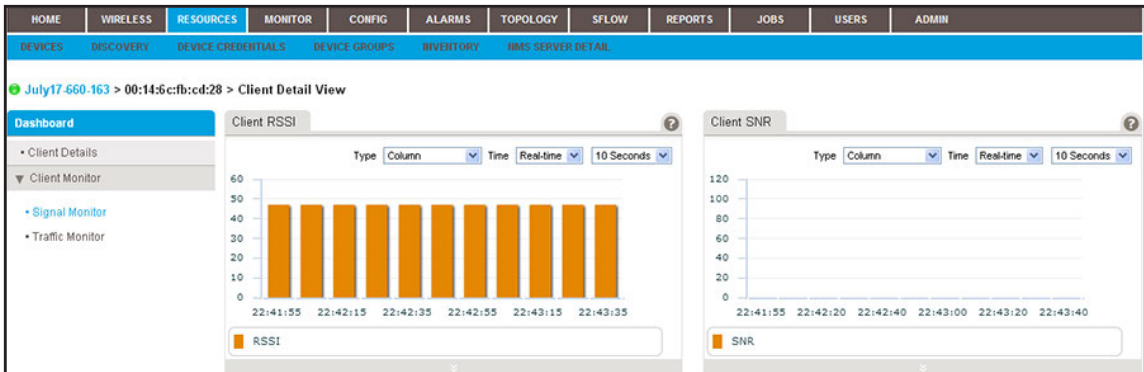 HOME WIRELESS RESOURCES MONITOR CONFIG ALARMS TOPOLOGY SFLOW REPORTS JOBS USERS ADMIN
DEVICES DISCOVERY DEVICE CREDENTIALS DEVICE GROUPS INVENTORY NMS SERVER DETAIL
July17-660-163 > 00:14:6c:fb:cd:28 > Client Detail View
Dashboard
• Client Details
▼ Client Monitor
• Signal Monitor
• Traffic Monitor
Client RSSI ?
Type Column Time Real-time 10 Seconds
60
50
40
30
20
10
0
22:41:55 22:42:15 22:42:35 22:42:55 22:43:15 22:43:35
RSSI
Client SNR ?
Type Column Time Real-time 10 Seconds
120
100
80
60
40
20
0
22:41:55 22:42:20 22:42:40 22:43:00 22:43:20 22:43:40
SNR